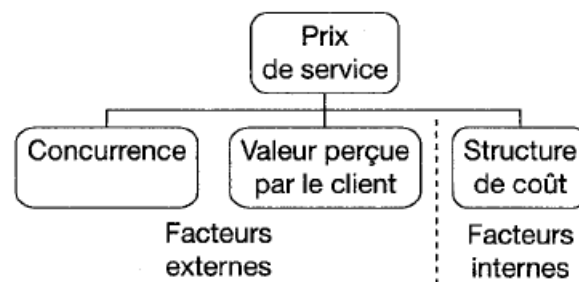 Prix
de service
Concurrence
Valeur perçue
par le client
Structure
de coût
Facteurs
externes
Facteurs
internes